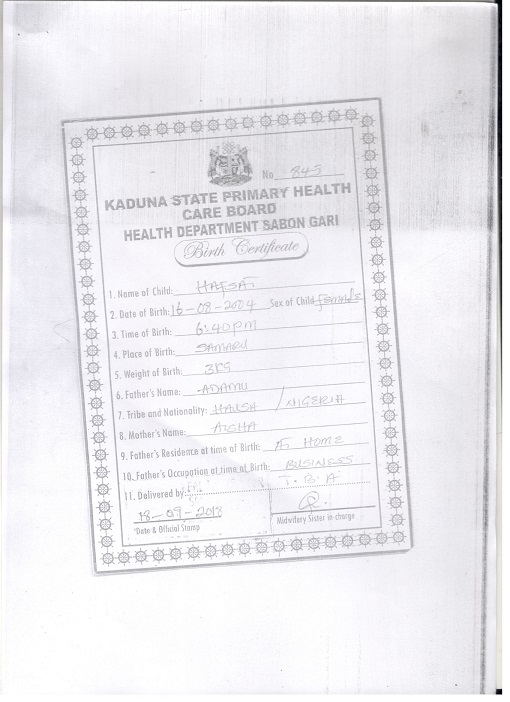 No 845
KADUNA STATE PRIMARY HEALTH
CARE BOARD
HEALTH DEPARTMENT SABON GARI
Birth Certificate
1. Name of Child: HAFSAT
2. Date of Birth: 16-08-2004 Sex of Child female
3. Time of Birth: 6:40pm
4. Place of Birth: SAMARU
5. Weight of Birth: 3KG
6. Father's Name: ADAMU
7. Tribe and Nationality: HAUSA / NIGERIA
8. Mother's Name: AISHA
9. Father's Residence at time of Birth: HOME
10. Father's Occupation at time of Birth: BUSINESS
11. Delivered by: T.B.A
18-09-2013
Date & Official Stamp
Midwifery Sister in-charge